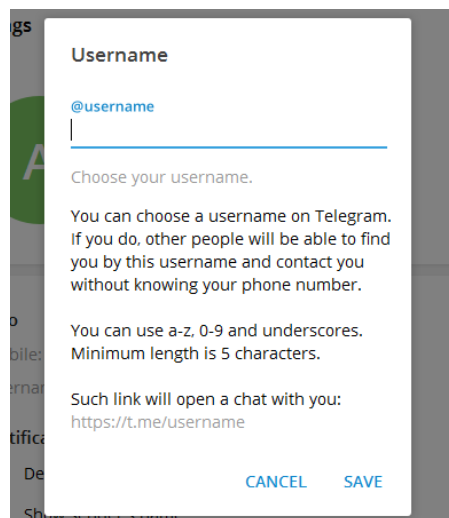 Username
@username
Choose your username.
You can choose a username on Telegram.
If you do, other people will be able to find
you by this username and contact you
without knowing your phone number.
You can use a-z, 0-9 and underscores.
Minimum length is 5 characters.
Such link will open a chat with you:
https://t.me/username
CANCEL SAVE